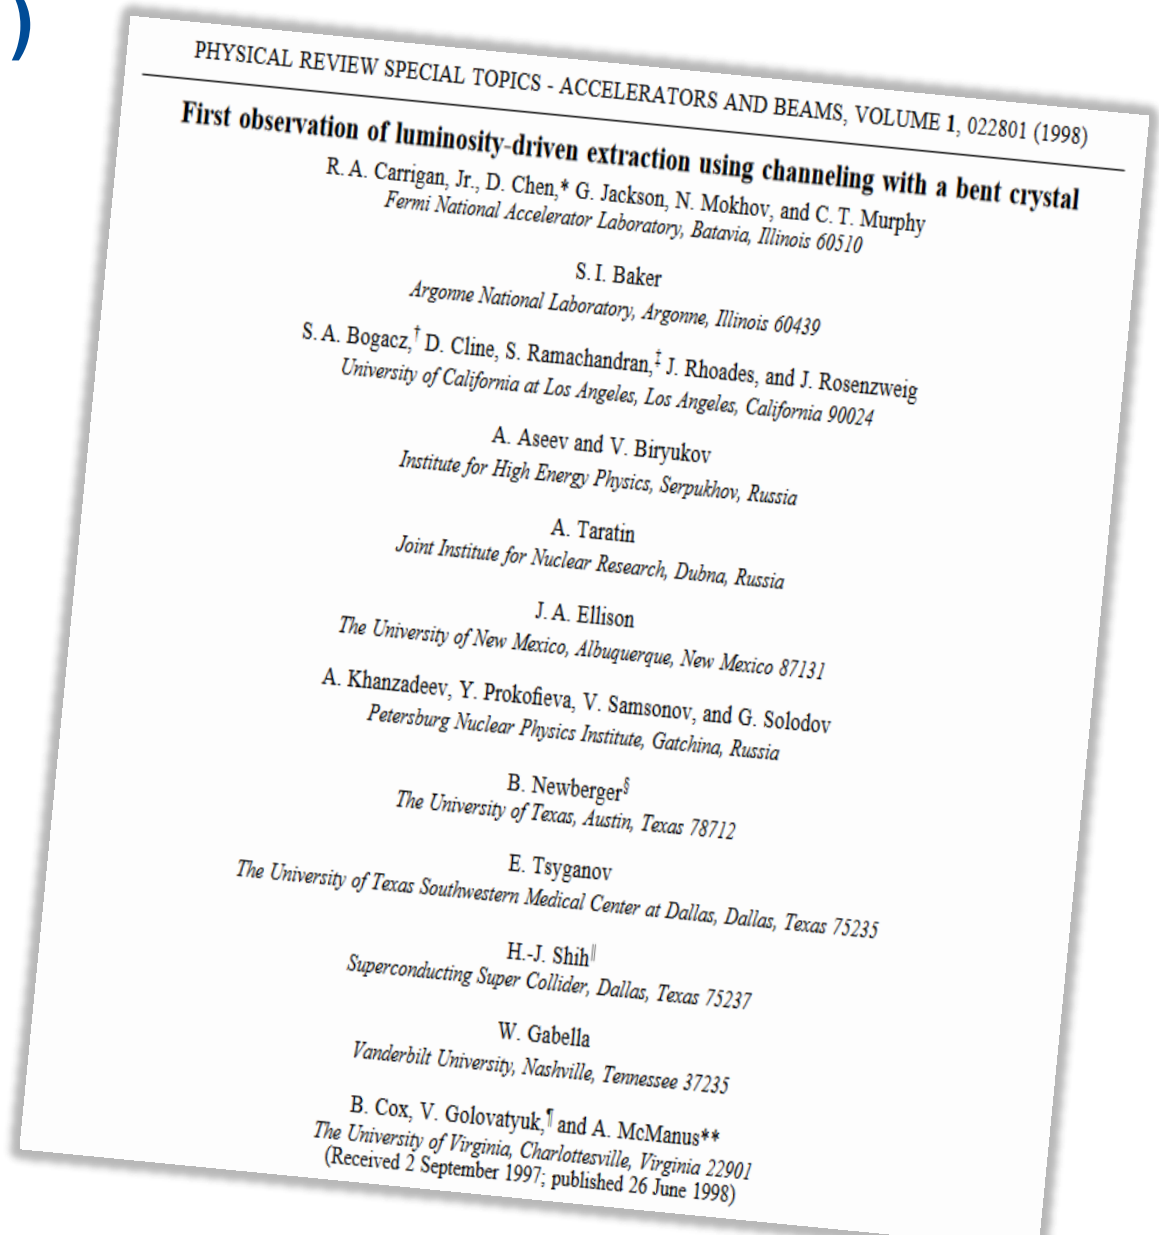 )
PHYSICAL REVIEW SPECIAL TOPICS - ACCELERATORS AND BEAMS, VOLUME 1, 022801 (1998)
First observation of luminosity-driven extraction using channeling with a bent crystal
R. A. Carrigan, Jr., D. Chen,* G. Jackson, N. Mokhov, and C. T. Murphy
Fermi National Accelerator Laboratory, Batavia, Illinois 60510
S. I. Baker
Argonne National Laboratory, Argonne, Illinois 60439
S. A. Bogacz,† D. Cline, S. Ramachandran,‡ J. Rhoades, and J. Rosenzweig
University of California at Los Angeles, Los Angeles, California 90024
A. Aseev and V. Biryukov
Institute for High Energy Physics, Serpukhov, Russia
A. Taratin
Joint Institute for Nuclear Research, Dubna, Russia
J. A. Ellison
The University of New Mexico, Albuquerque, New Mexico 87131
A. Khanzadeev, Y. Prokofieva, V. Samsonov, and G. Solodov
Petersburg Nuclear Physics Institute, Gatchina, Russia
B. Newberger§
The University of Texas, Austin, Texas 78712
E. Tsyganov
The University of Texas Southwestern Medical Center at Dallas, Dallas, Texas 75235
H.-J. Shih‖
Superconducting Super Collider, Dallas, Texas 75237
W. Gabella
Vanderbilt University, Nashville, Tennessee 37235
B. Cox, V. Golovatyuk,¶ and A. McManus**
The University of Virginia, Charlottesville, Virginia 22901
(Received 2 September 1997; published 26 June 1998)